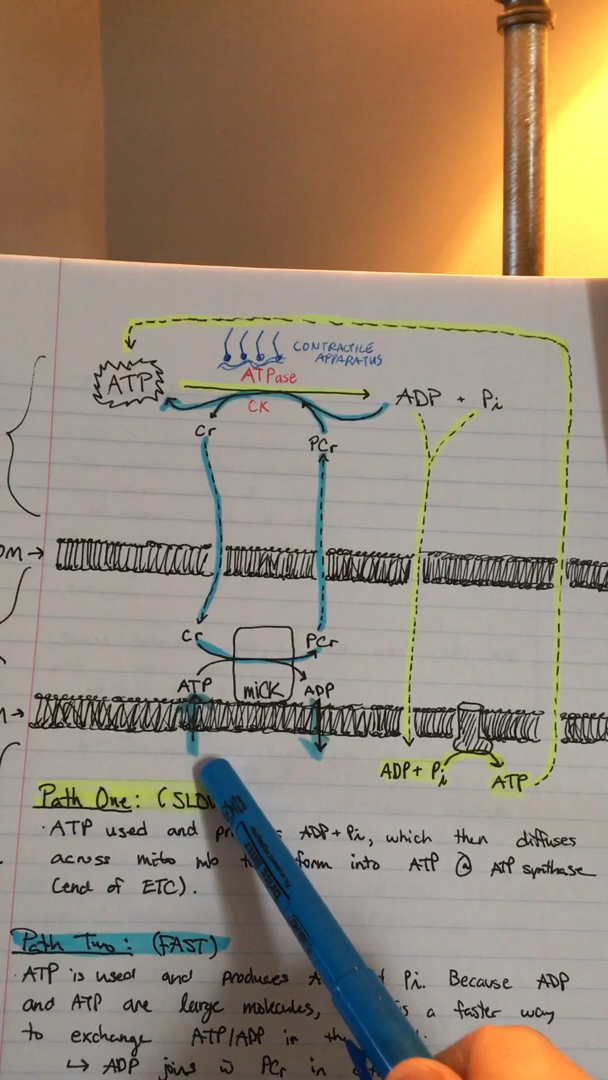 CONTRACTILE
APPARATUS
ATP ATPase ADP + Pi
CK
Cr PCr
OM →
Cr PCr
ATP miCK ADP
M →
ADP + Pi ATP
Path One: (SLOW
· ATP used and ADP + Pi, which then diffuses
across mito mb form into ATP @ ATP synthase
(end of ETC).
Path Two: (FAST)
· ATP is used and produces Pi. Because ADP
and ATP are large molecules, is a faster way
to exchange ATP/ADP in the
↳ ADP joins w PCr in